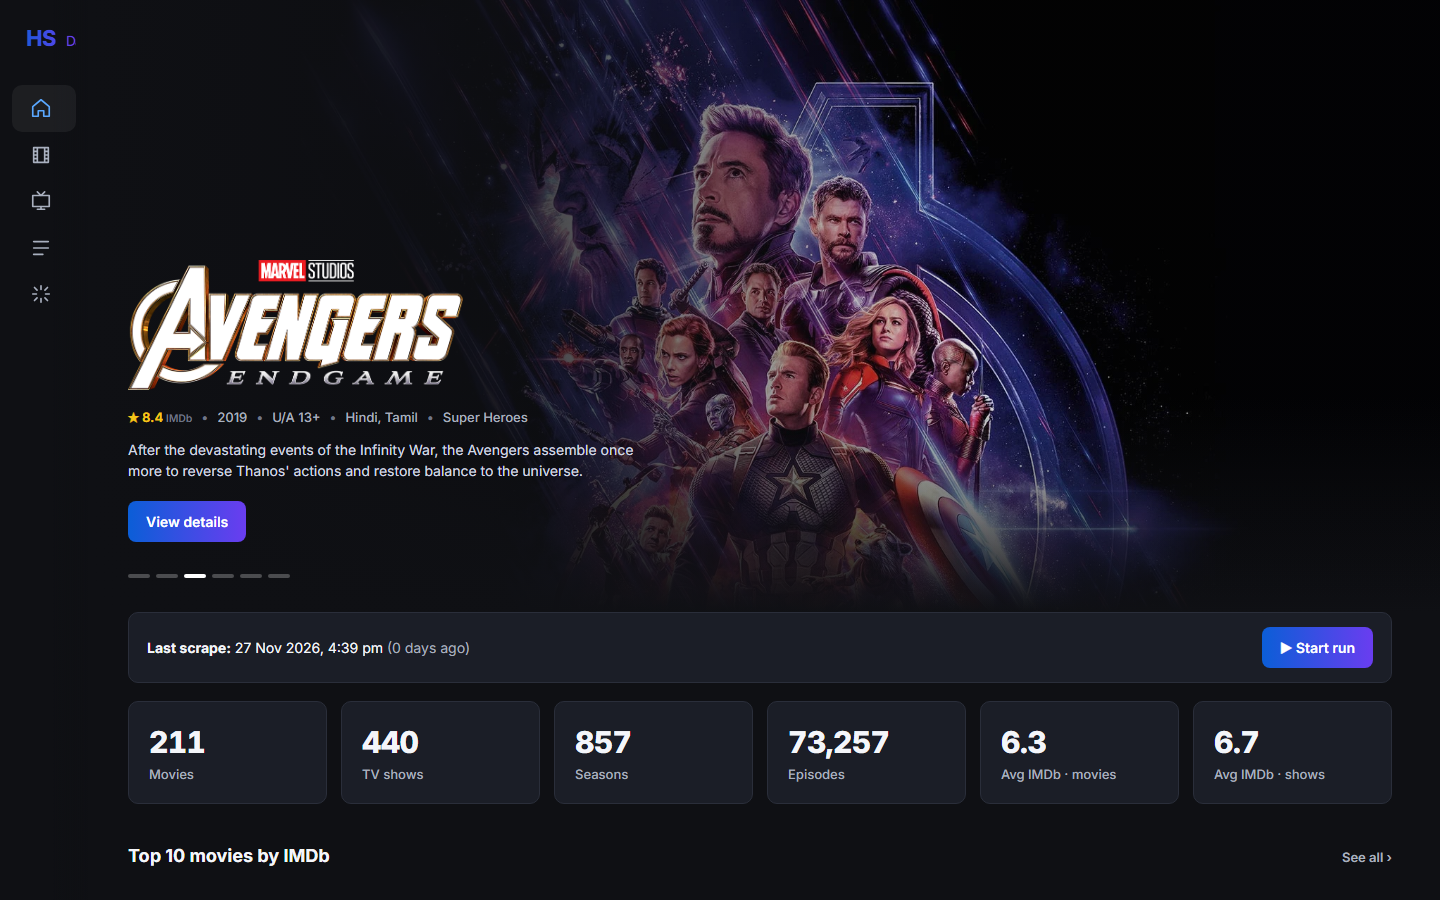 HS D
MARVEL STUDIOS
AVENGERS
ENDGAME
★ 8.4 IMDb • 2019 • U/A 13+ • Hindi, Tamil • Super Heroes
After the devastating events of the Infinity War, the Avengers assemble once
more to reverse Thanos' actions and restore balance to the universe.
View details
Last scrape: 27 Nov 2026, 4:39 pm (0 days ago)
▶ Start run
211
Movies
440
TV shows
857
Seasons
73,257
Episodes
6.3
Avg IMDb · movies
6.7
Avg IMDb · shows
Top 10 movies by IMDb
See all ›